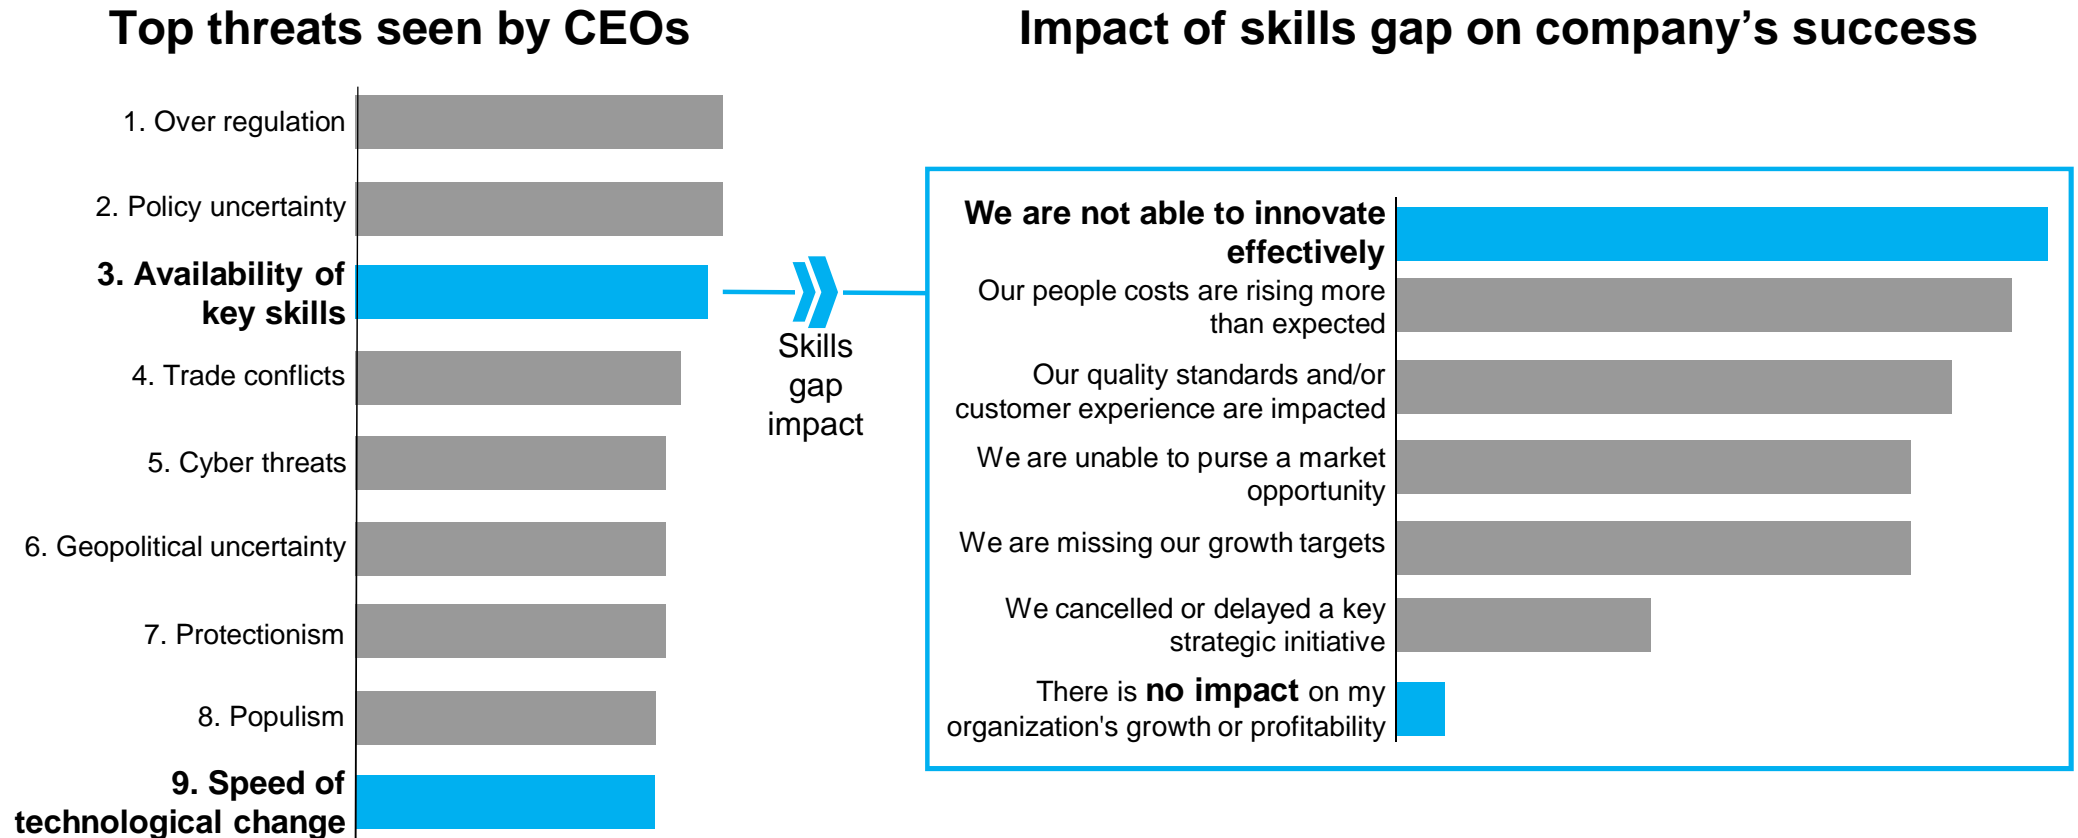 Top threats seen by CEOs
1. Over regulation
2. Policy uncertainty
3. Availability of
key skills
4. Trade conflicts
5. Cyber threats
6. Geopolitical uncertainty
7. Protectionism
8. Populism
9. Speed of
technological change
Skills
gap
impact
Impact of skills gap on company’s success
We are not able to innovate
effectively
Our people costs are rising more
than expected
Our quality standards and/or
customer experience are impacted
We are unable to purse a market
opportunity
We are missing our growth targets
We cancelled or delayed a key
strategic initiative
There is no impact on my
organization's growth or profitability